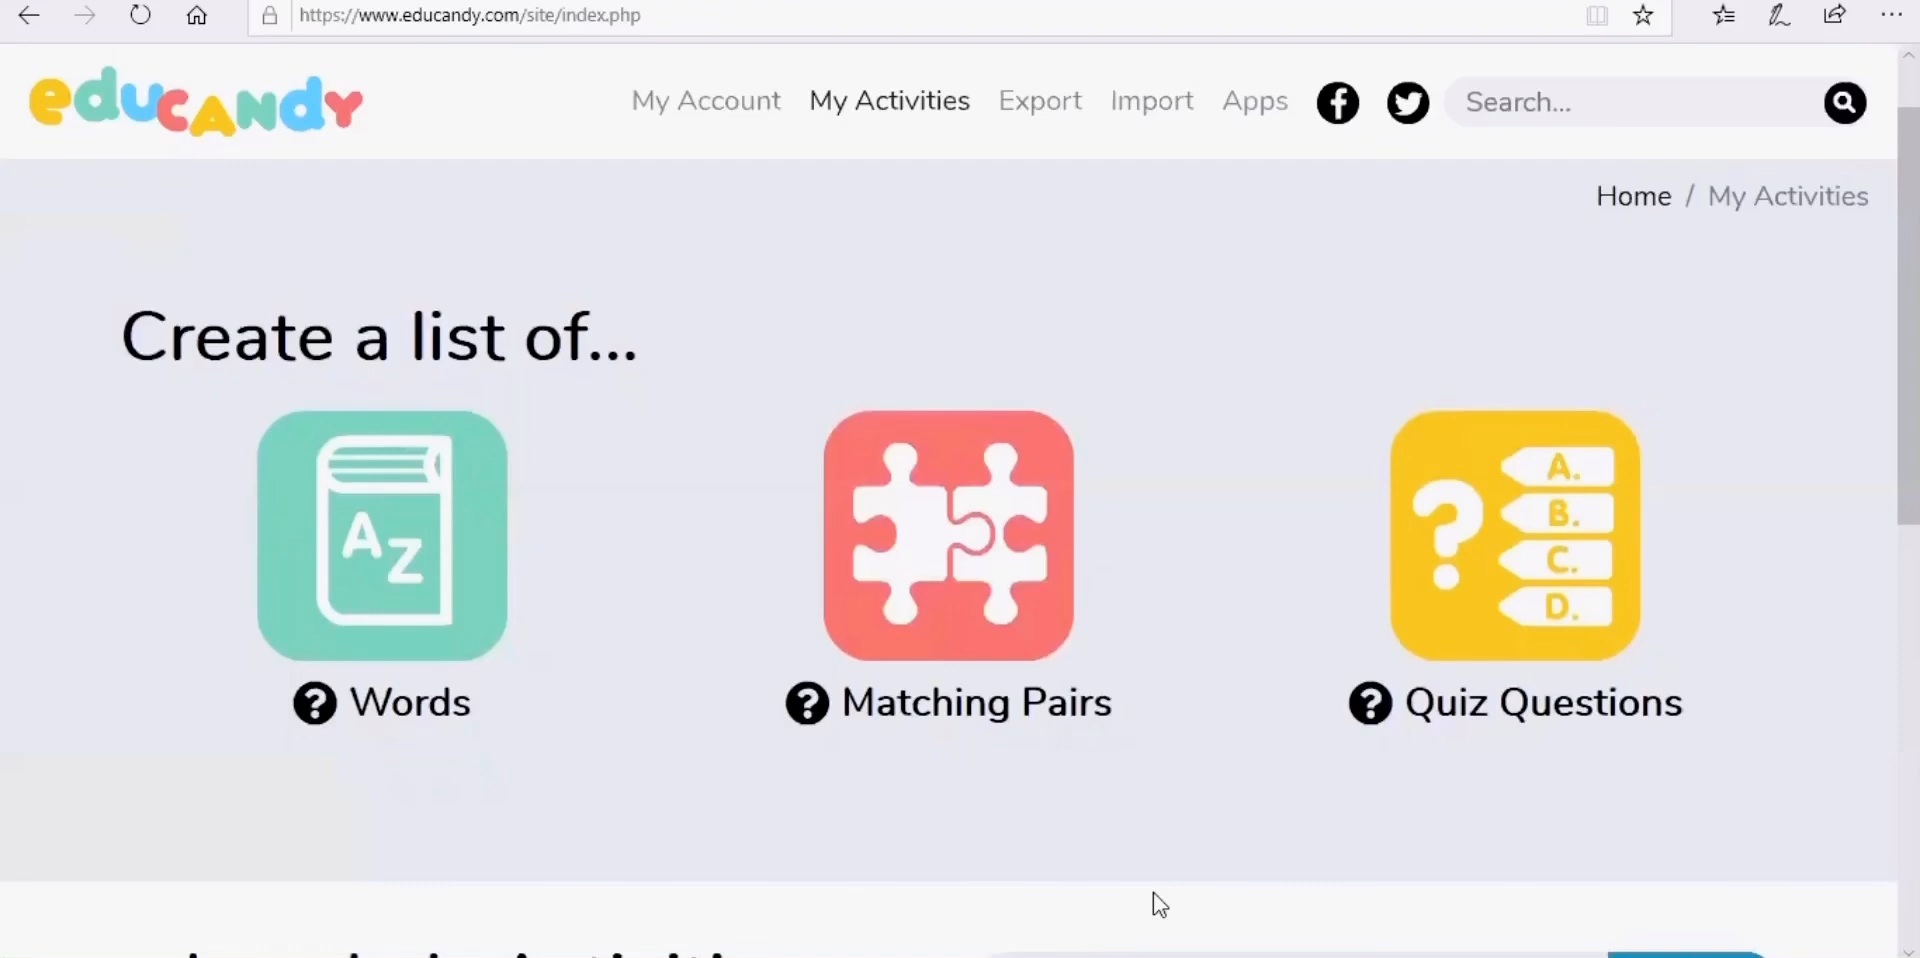 https://www.educandy.com/site/index.php
educandy
My Account My Activities Export Import Apps Search...
Home / My Activities
Create a list of...
A Z
? A. B. C. D.
? Words ? Matching Pairs ? Quiz Questions